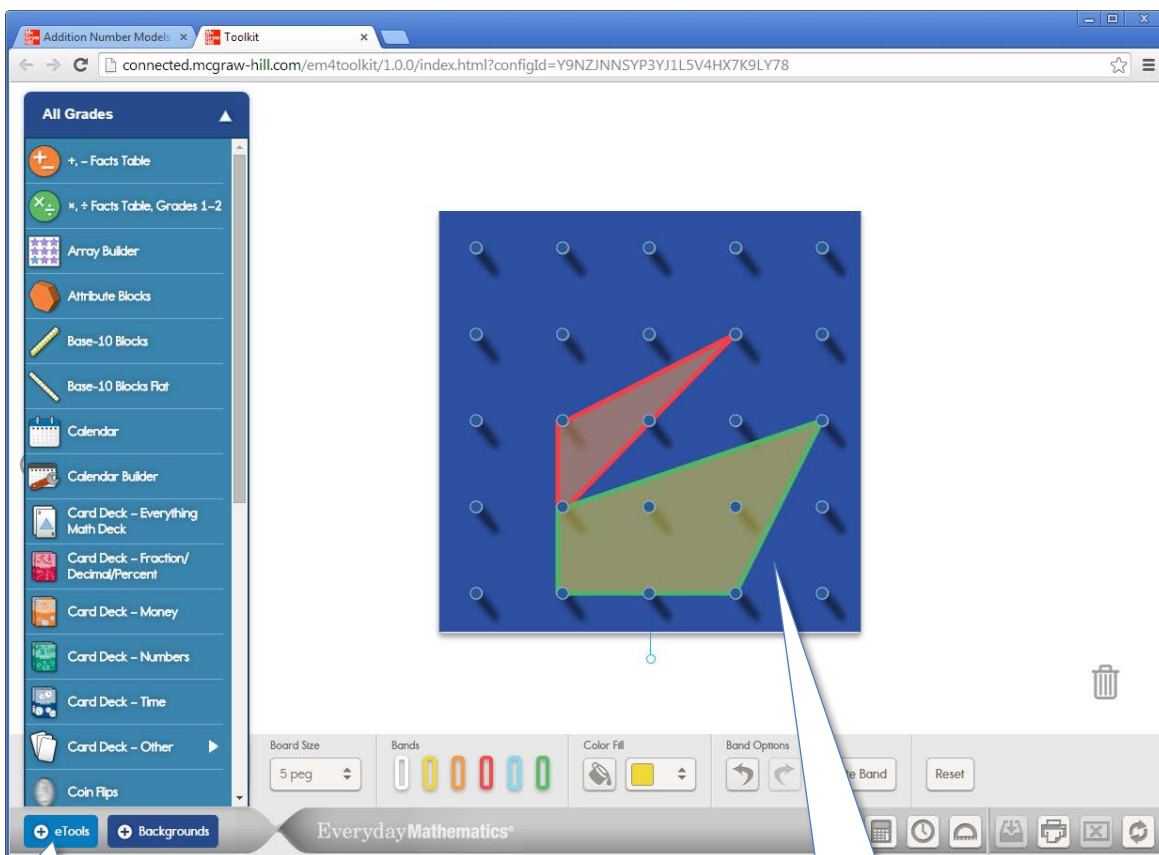 Addition Number Models
Toolkit
connected.mcgraw-hill.com/em4toolkit/1.0.0/index.html?configId=Y9NZJNNSYP3YJ1L5V4HX7K9LY78
All Grades
+, – Facts Table
×, ÷ Facts Table, Grades 1–2
Array Builder
Attribute Blocks
Base-10 Blocks
Base-10 Blocks Flat
Calendar
Calendar Builder
Card Deck – Everything
Math Deck
Card Deck – Fraction/
Decimal/Percent
Card Deck – Money
Card Deck – Numbers
Card Deck – Time
Card Deck – Other
Coin Flips
Board Size
Bands
Color Fill
Band Options
5 peg
Band
Reset
eTools
Backgrounds
EverydayMathematics®